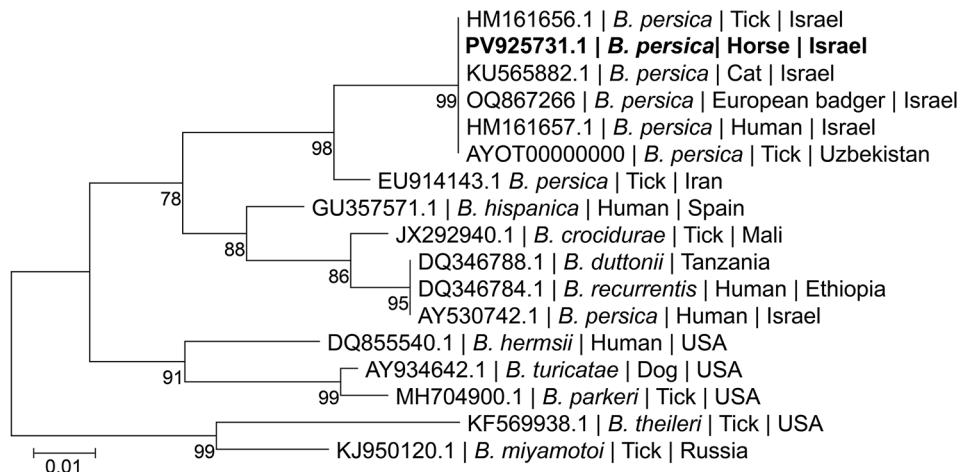 HM161656.1 | B. persica | Tick | Israel
PV925731.1 | B. persica| Horse | Israel
KU565882.1 | B. persica | Cat | Israel
99
OQ867266 | B. persica | European badger | Israel
HM161657.1 | B. persica | Human | Israel
98
AYOT00000000 | B. persica | Tick | Uzbekistan
EU914143.1 B. persica | Tick | Iran
78
GU357571.1 | B. hispanica | Human | Spain
JX292940.1 | B. crocidurae | Tick | Mali
88
DQ346788.1 | B. duttonii | Tanzania
86
DQ346784.1 | B. recurrentis | Human | Ethiopia
95
AY530742.1 | B. persica | Human | Israel
DQ855540.1 | B. hermsii | Human | USA
AY934642.1 | B. turicatae | Dog | USA
91
MH704900.1 | B. parkeri | Tick | USA
99
KF569938.1 | B. theileri | Tick | USA
KJ950120.1 | B. miyamotoi | Tick | Russia
99
0.01